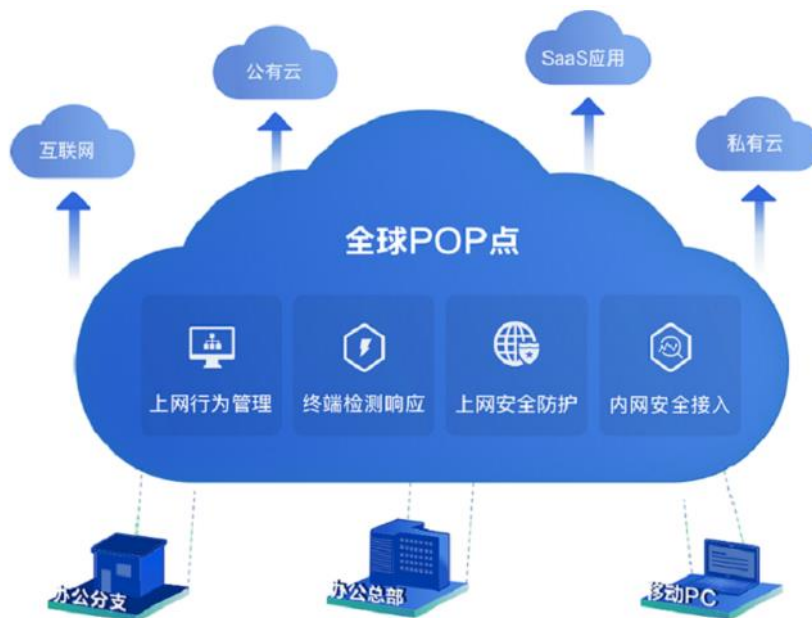 公有云
SaaS应用
互联网
私有云
全球POP点
上网行为管理
终端检测响应
上网安全防护
内网安全接入
办公分支
办公总部
移动PC